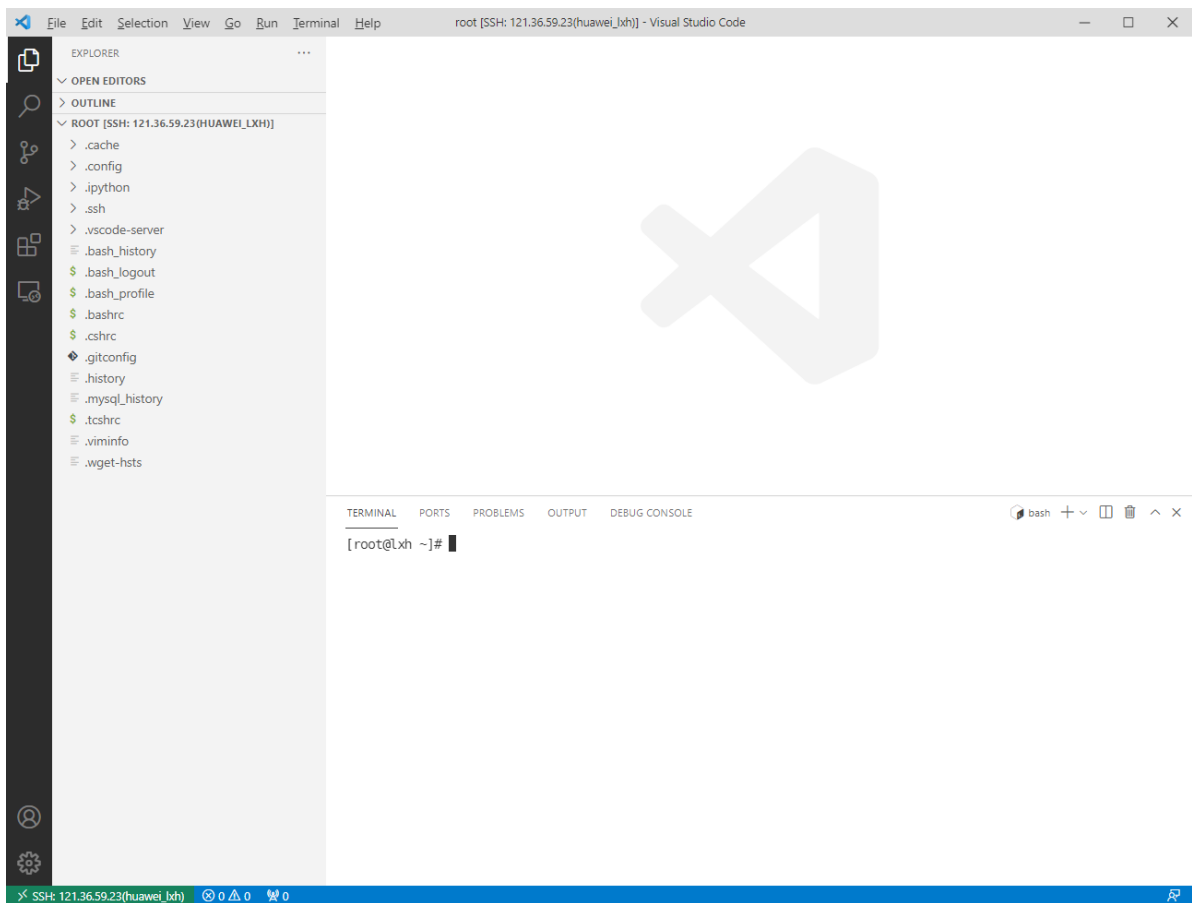 File Edit Selection View Go Run Terminal Help root [SSH: 121.36.59.23(huawei_lxh)] - Visual Studio Code
EXPLORER
OPEN EDITORS
OUTLINE
ROOT [SSH: 121.36.59.23(HUAWEI_LXH)]
.cache
.config
.ipython
.ssh
.vscode-server
.bash_history
$ .bash_logout
$ .bash_profile
$ .bashrc
$ .cshrc
.gitconfig
.history
.mysql_history
$ .tcshrc
.viminfo
.wget-hsts
TERMINAL PORTS PROBLEMS OUTPUT DEBUG CONSOLE bash
[root@lxh ~]#
SSH: 121.36.59.23(huawei_lxh) 0 0 0